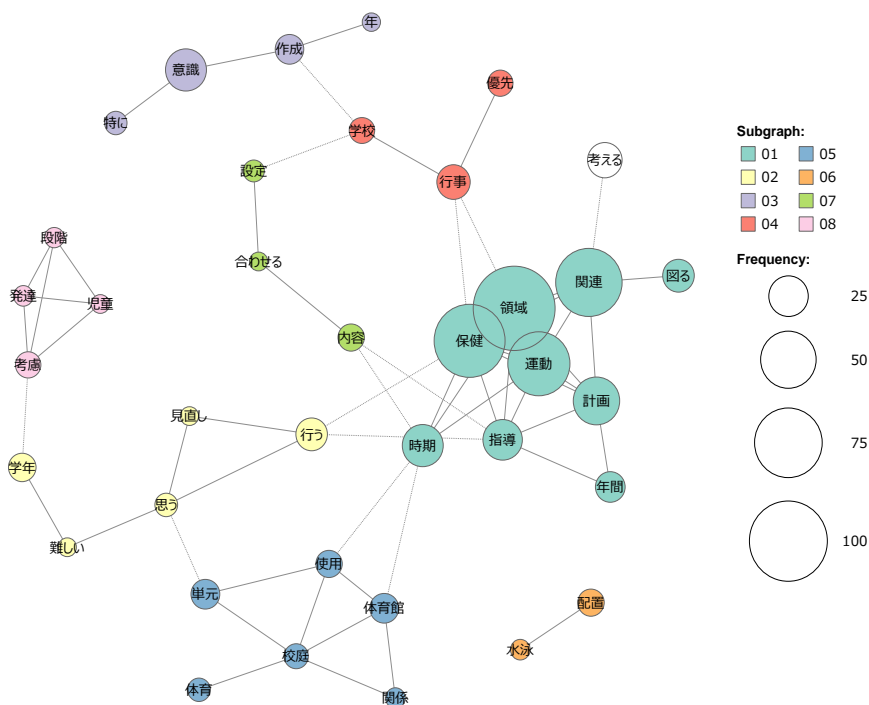 年
作成
意識
優先
特に
学校
考える
設定
行事
段階
合わせる
関連
図る
発達
児童
領域
内容
保健
運動
考慮
計画
見直し
行う
時期
指導
学年
年間
思う
難しい
使用
単元
体育館
配置
水泳
校庭
体育
関係
Subgraph:
01 05
02 06
03 07
04 08
Frequency:
25
50
75
100